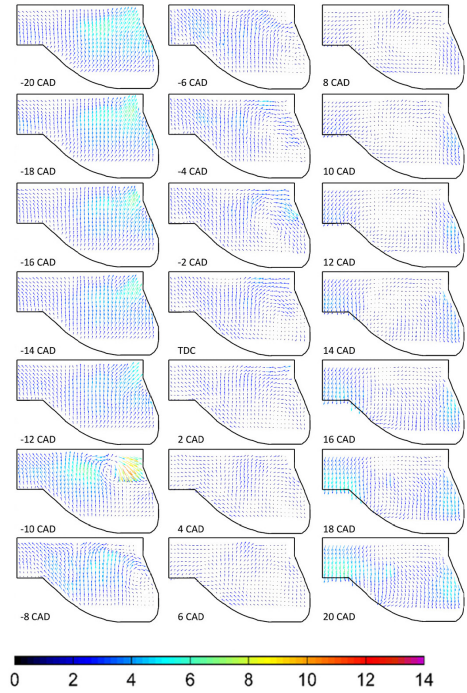 -20 CAD
-6 CAD
8 CAD
-18 CAD
-4 CAD
10 CAD
-16 CAD
-2 CAD
12 CAD
-14 CAD
TDC
14 CAD
-12 CAD
2 CAD
16 CAD
-10 CAD
4 CAD
18 CAD
-8 CAD
6 CAD
20 CAD
0 2 4 6 8 10 12 14